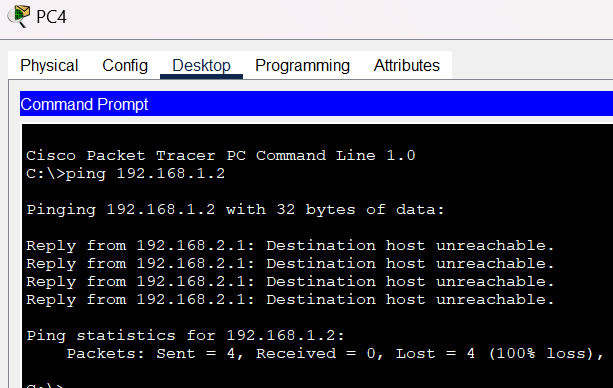 PC4
Physical Config Desktop Programming Attributes
Command Prompt
Cisco Packet Tracer PC Command Line 1.0
C:\>ping 192.168.1.2
Pinging 192.168.1.2 with 32 bytes of data:
Reply from 192.168.2.1: Destination host unreachable.
Reply from 192.168.2.1: Destination host unreachable.
Reply from 192.168.2.1: Destination host unreachable.
Reply from 192.168.2.1: Destination host unreachable.
Ping statistics for 192.168.1.2:
Packets: Sent = 4, Received = 0, Lost = 4 (100% loss),
C:\>